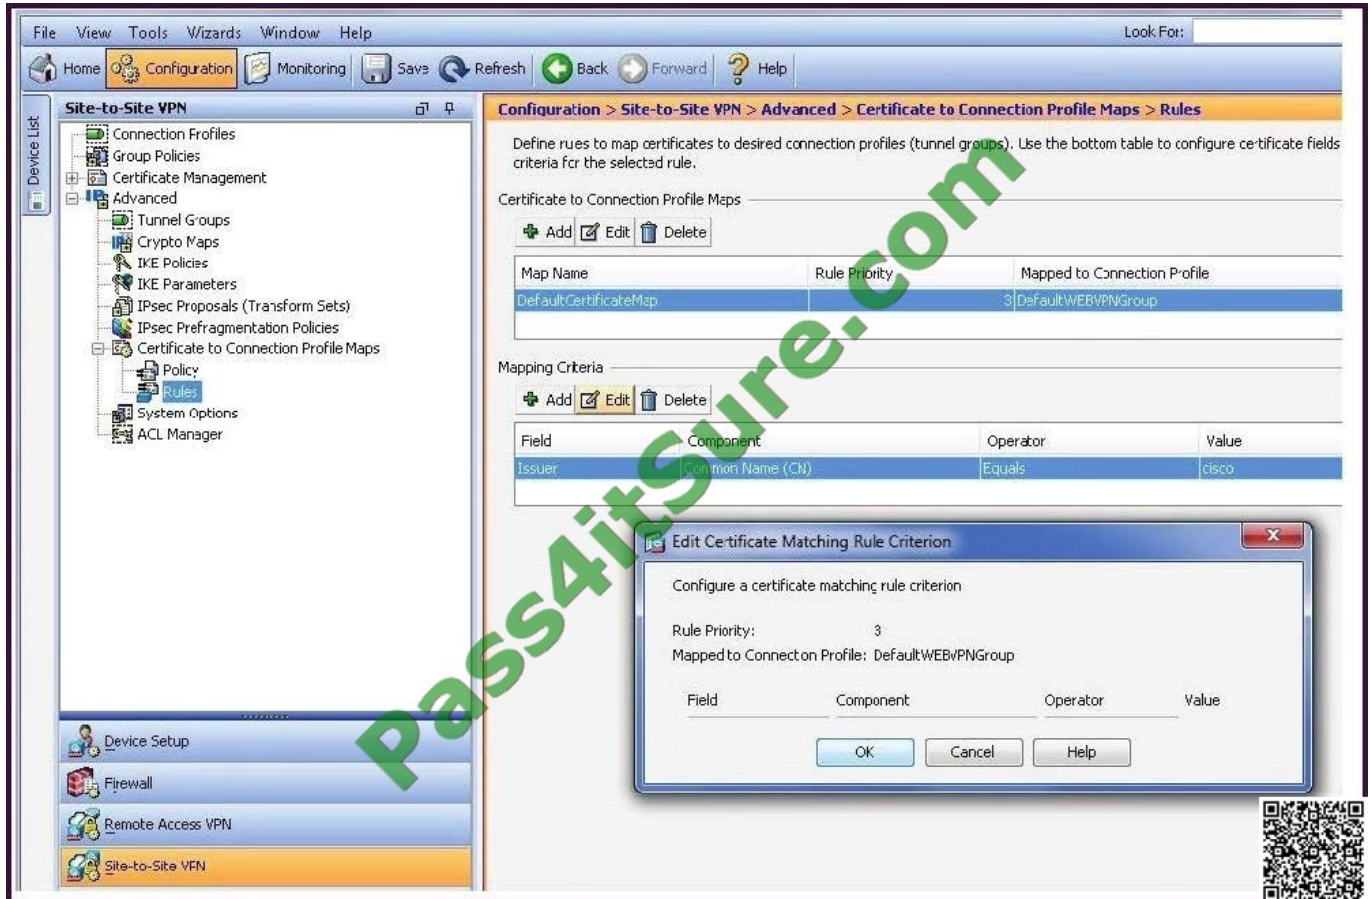 File View Tools Wizards Window Help
Look For:
Home Configuration Monitoring Save Refresh Back Forward Help
Device List
Site-to-Site VPN
Connection Profiles
Group Policies
Certificate Management
Advanced
Tunnel Groups
Crypto Maps
IKE Policies
IKE Parameters
IPsec Proposals (Transform Sets)
IPsec Prefragmentation Policies
Certificate to Connection Profile Maps
Policy
Rules
System Options
ACL Manager
Device Setup
Firewall
Remote Access VPN
Site-to-Site VPN
Configuration > Site-to-Site VPN > Advanced > Certificate to Connection Profile Maps > Rules
Define rues to map certificates to desired connection profiles (tunnel groups). Use the bottom table to configure certificate fields
criteria for the selected rule.
Certificate to Connection Profile Maps
Add Edit Delete
Map Name Rule Priority Mapped to Connection Profile
DefaultCertificateMap 3 DefaultWEBVPNGroup
Mapping Criteria
Add Edit Delete
Field Component Operator Value
Issuer Common Name (CN) Equals cisco
Edit Certificate Matching Rule Criterion
Configure a certificate matching rule criterion
Rule Priority: 3
Mapped to Connection Profile: DefaultWEBVPNGroup
Field Component Operator Value
OK Cancel Help
Pass4itSure.com